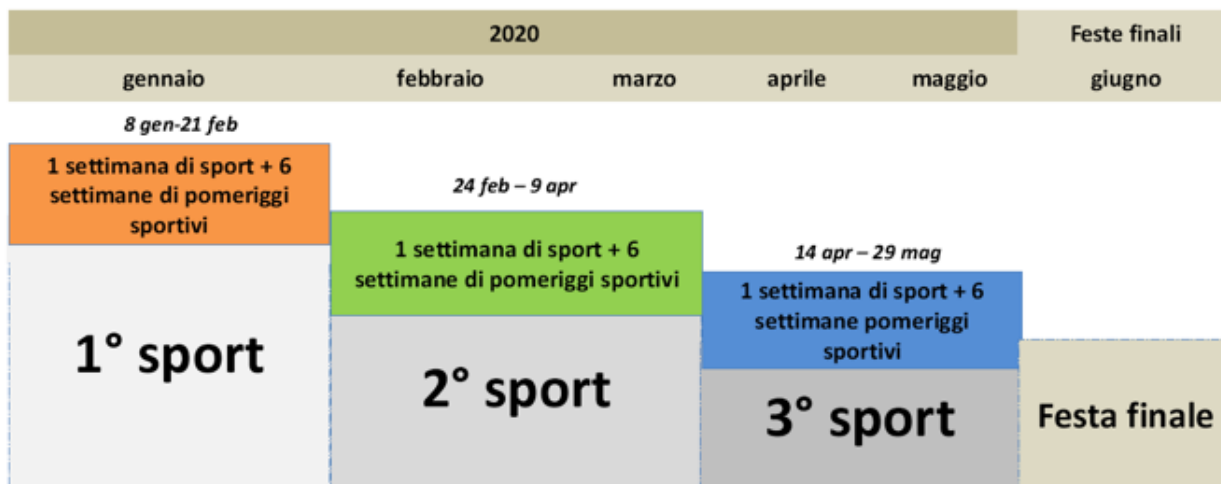 2020 Feste finali
gennaio febbraio marzo aprile maggio giugno
8 gen-21 feb
1 settimana di sport + 6
settimane di pomeriggi
sportivi
1° sport
24 feb – 9 apr
1 settimana di sport + 6
settimane di pomeriggi sportivi
2° sport
14 apr – 29 mag
1 settimana di sport + 6
settimane pomeriggi
sportivi
3° sport
Festa finale